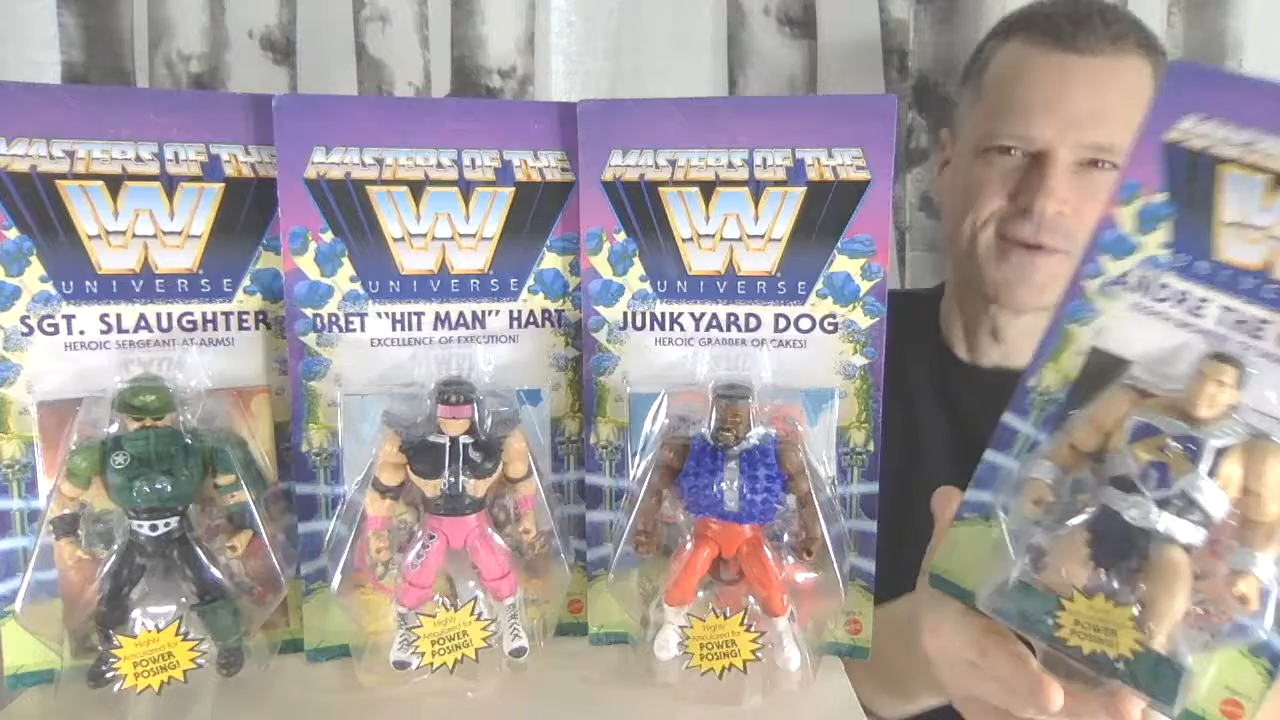 MASTERS OF THE
W
UNIVERSE
SGT. SLAUGHTER
HEROIC SERGEANT-AT-ARMS!
Highly
Articulated for
POWER
POSING!
MASTERS OF THE
W
UNIVERSE
BRET "HIT MAN" HART
EXCELLENCE OF EXECUTION!
Highly
Articulated for
POWER
POSING!
MASTERS OF THE
W
UNIVERSE
JUNKYARD DOG
HEROIC GRABBER OF CAKES!
Highly
Articulated for
POWER
POSING!
ANDRE THE
POWER
POSING!